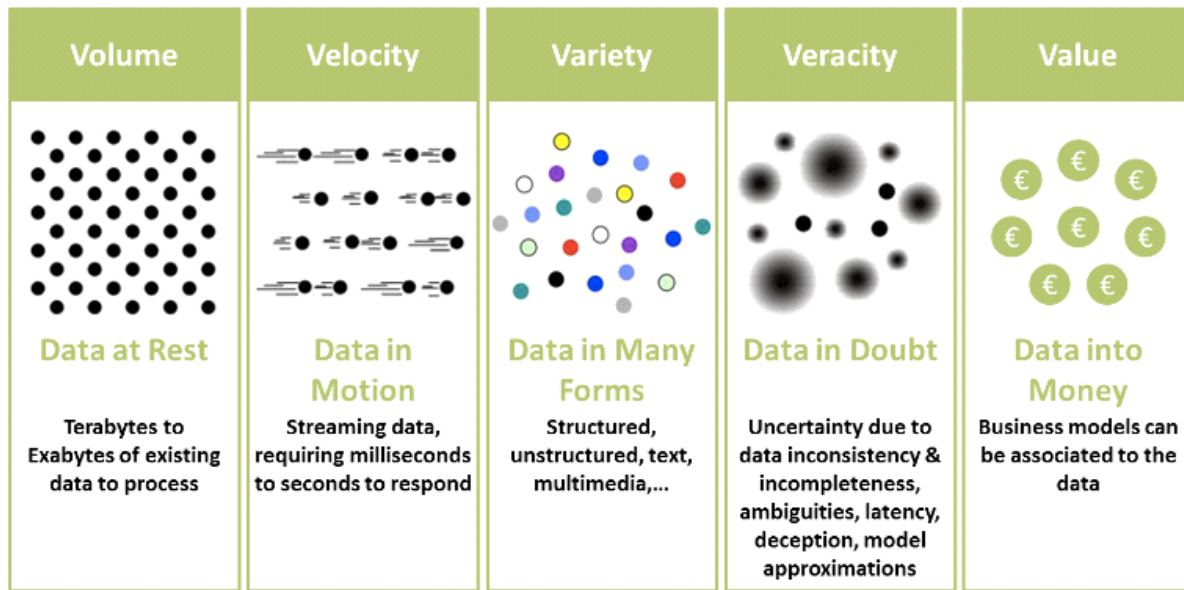 Volume
Velocity
Variety
Veracity
Value
€
€
€
€
€
€
€
€
Data at Rest
Terabytes to
Exabytes of existing
data to process
Data in
Motion
Streaming data,
requiring milliseconds
to seconds to respond
Data in Many
Forms
Structured,
unstructured, text,
multimedia,...
Data in Doubt
Uncertainty due to
data inconsistency &
incompleteness,
ambiguities, latency,
deception, model
approximations
Data into
Money
Business models can
be associated to the
data